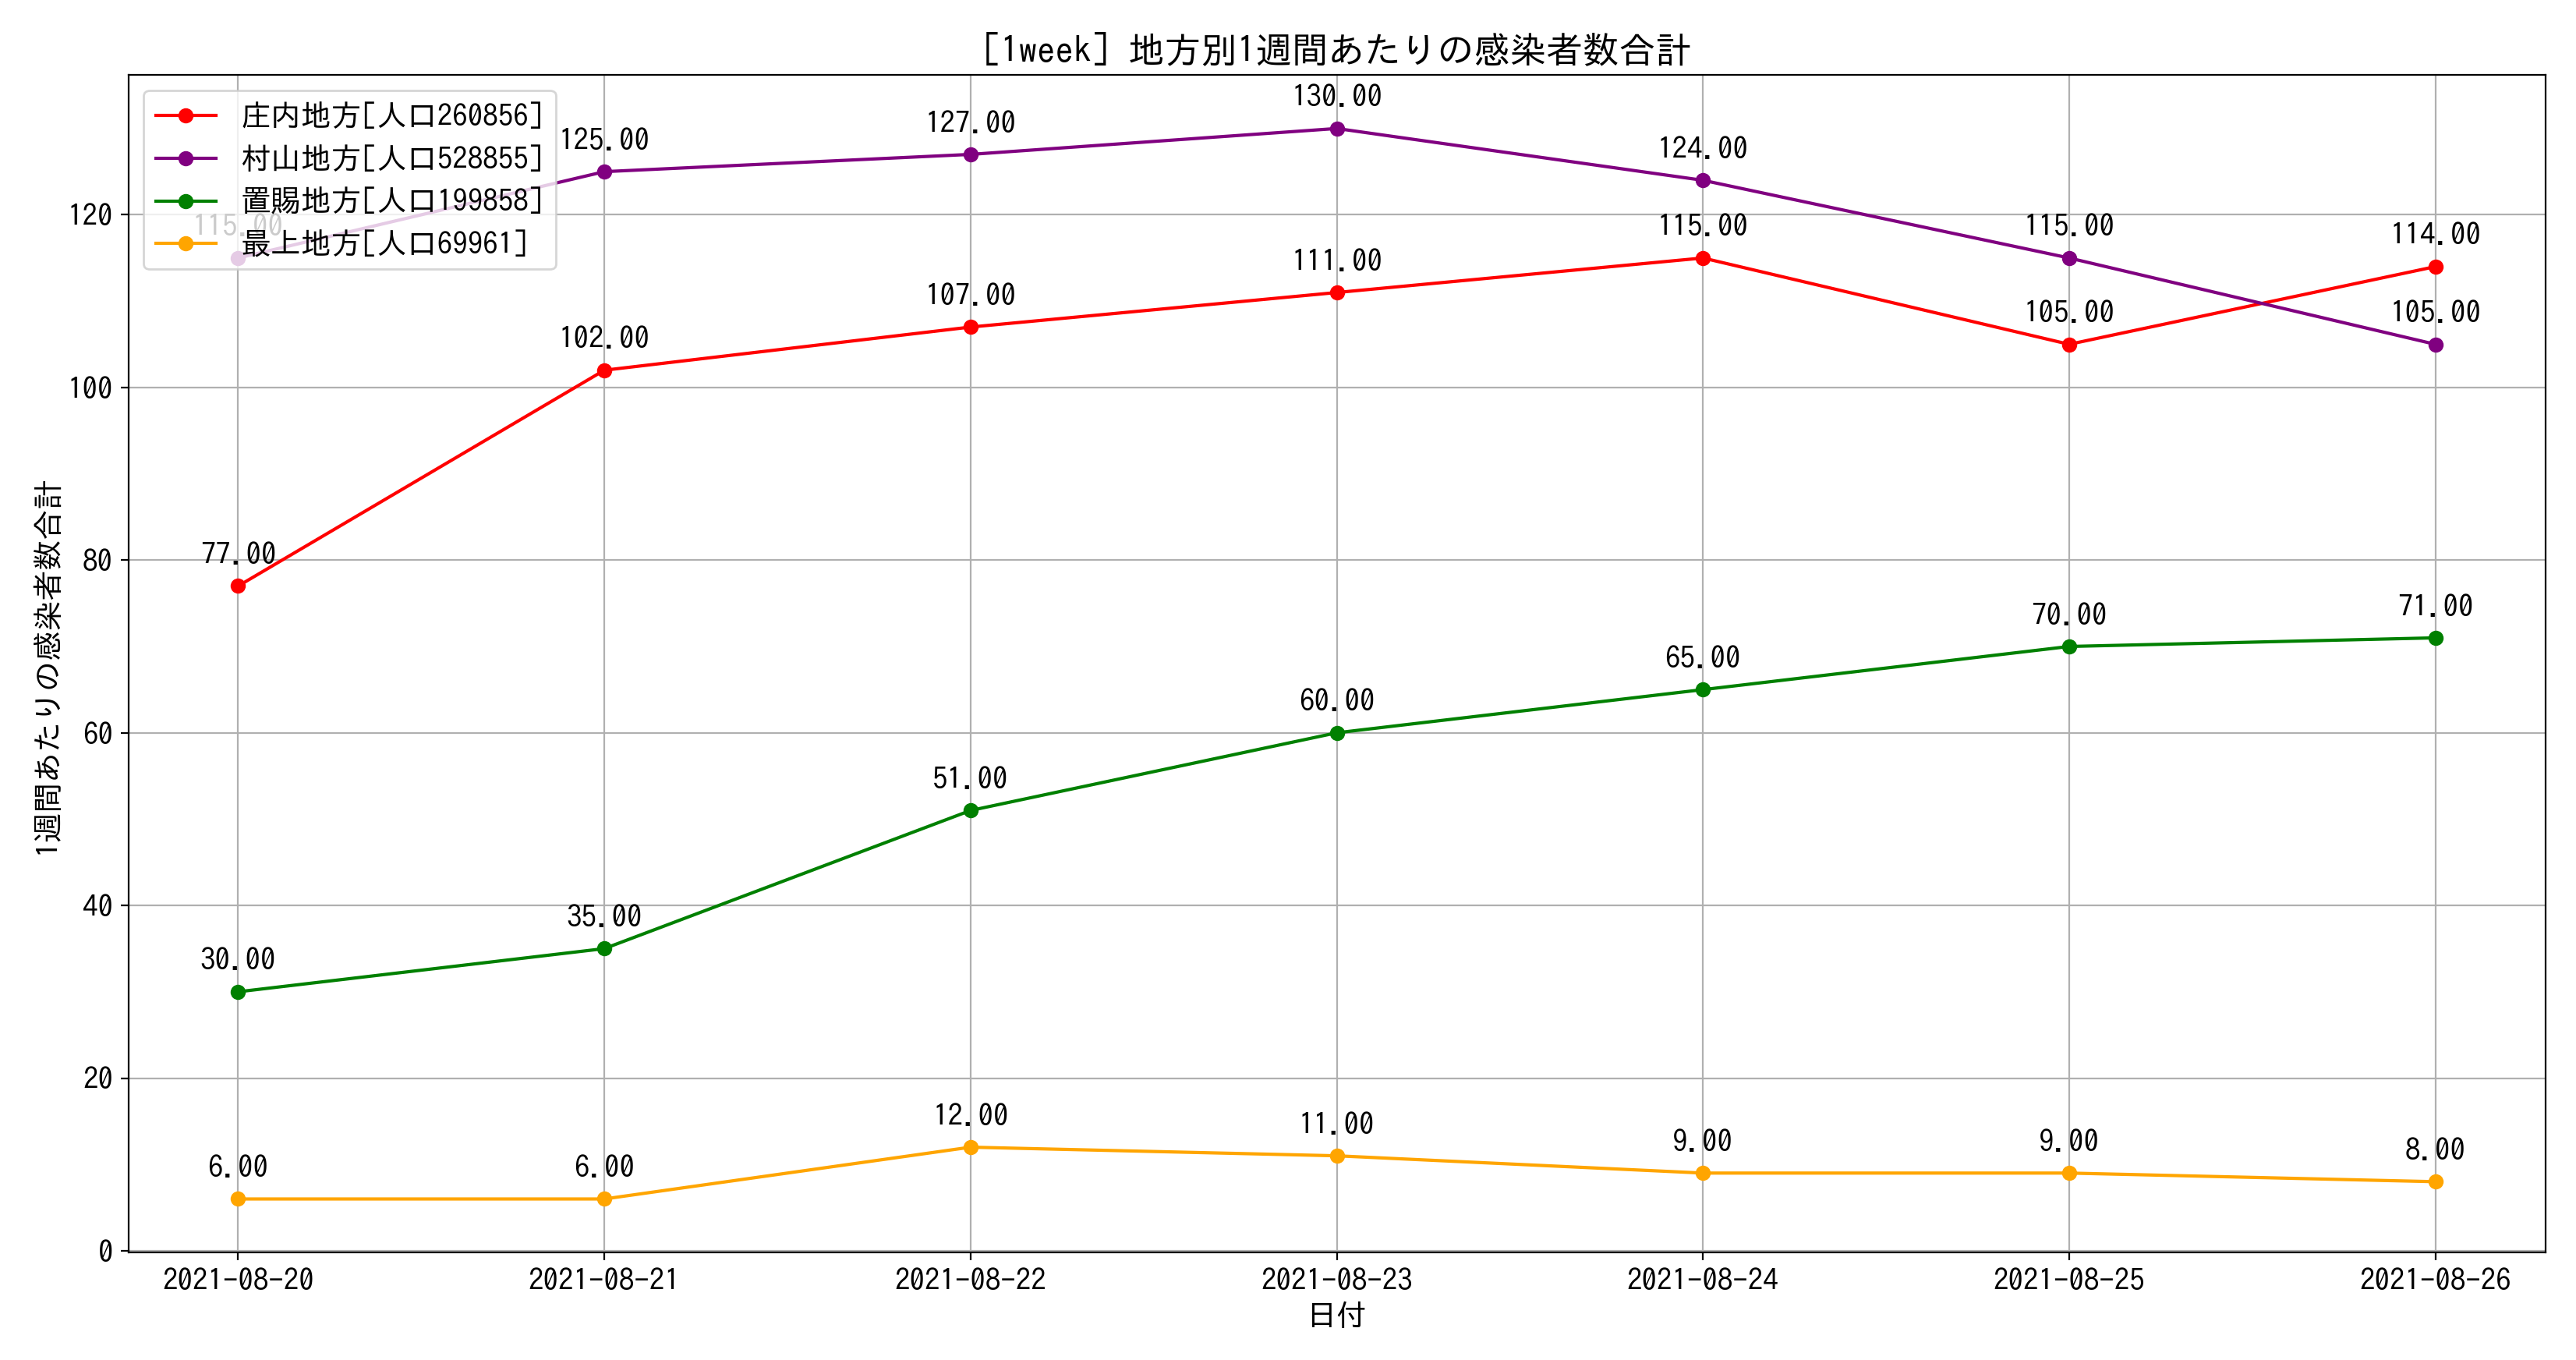 [1week] 地方別1週間あたりの感染者数合計
庄内地方[人口260856]
村山地方[人口528855]
置賜地方[人口199858]
最上地方[人口69961]
1週間あたりの感染者数合計
120
100
80
60
40
20
0
115.00 125.00 127.00 130.00 124.00 115.00 105.00
77.00 102.00 107.00 111.00 115.00 105.00 114.00
30.00 35.00 51.00 60.00 65.00 70.00 71.00
6.00 6.00 12.00 11.00 9.00 9.00 8.00
2021-08-20 2021-08-21 2021-08-22 2021-08-23 2021-08-24 2021-08-25 2021-08-26
日付